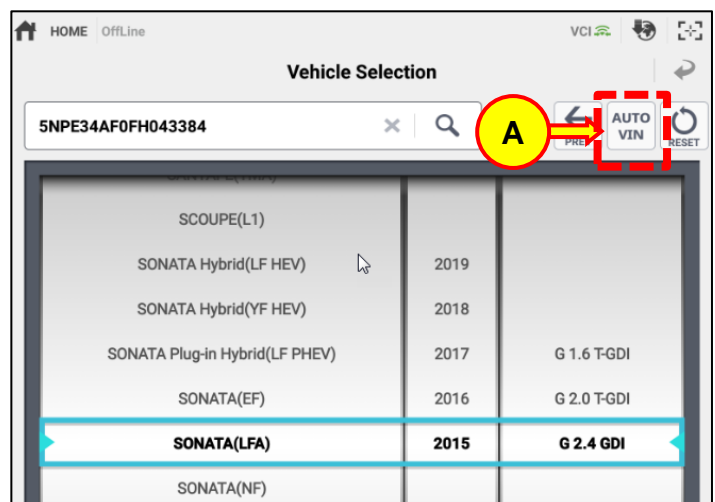 HOME OffLine VCI
Vehicle Selection
5NPE34AF0FH043384
A
AUTO
VIN
RESET
SCOUPE(L1)
SONATA Hybrid(LF HEV) 2019
SONATA Hybrid(YF HEV) 2018
SONATA Plug-in Hybrid(LF PHEV) 2017 G 1.6 T-GDI
SONATA(EF) 2016 G 2.0 T-GDI
SONATA(LFA) 2015 G 2.4 GDI
SONATA(NF)